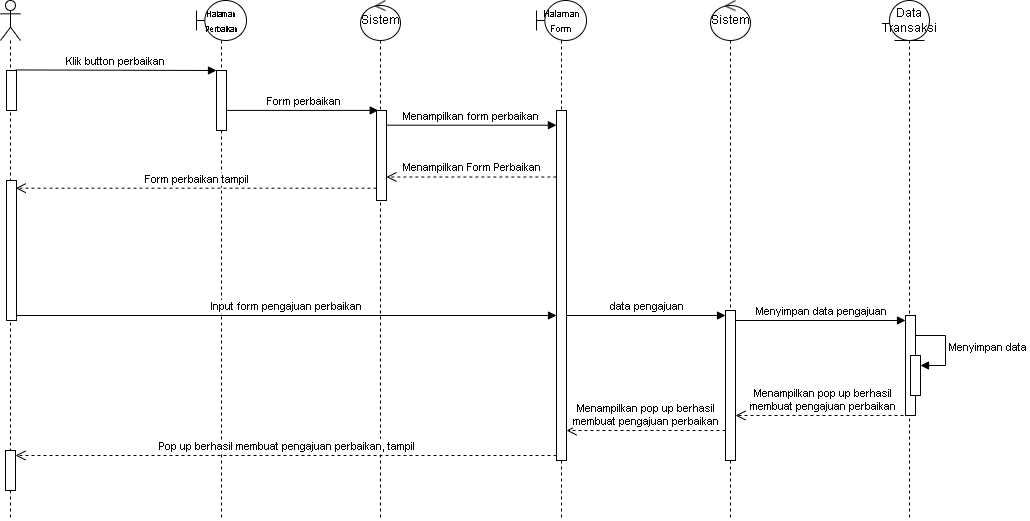 Halaman
Perbaikan
Sistem
Halaman
Form
Sistem
Data
Transaksi
Klik button perbaikan
Form perbaikan
Menampilkan form perbaikan
Menampilkan Form Perbaikan
Form perbaikan tampil
Input form pengajuan perbaikan
data pengajuan
Menyimpan data pengajuan
Menyimpan data
Menampilkan pop up berhasil
membuat pengajuan perbaikan
Menampilkan pop up berhasil
membuat pengajuan perbaikan
Pop up berhasil membuat pengajuan perbaikan, tampil